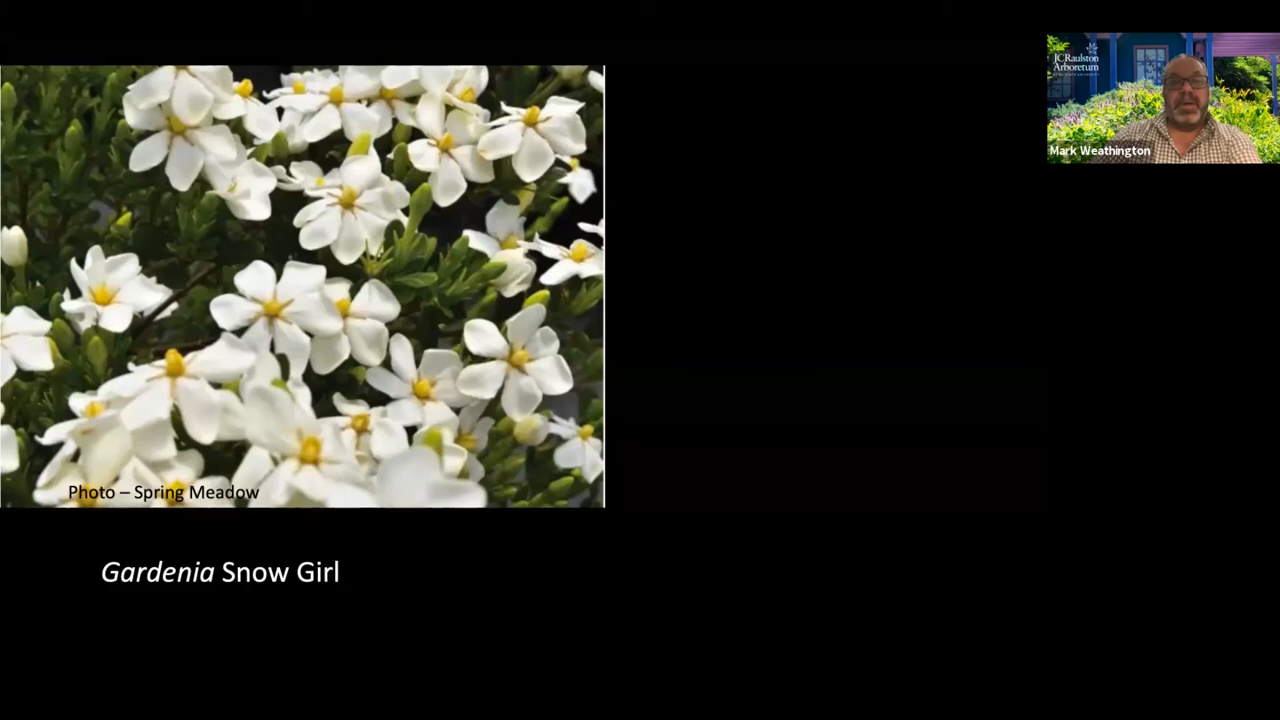 JC Raulston
Arboretum
Mark Weathington
Photo – Spring Meadow
Gardenia Snow Girl